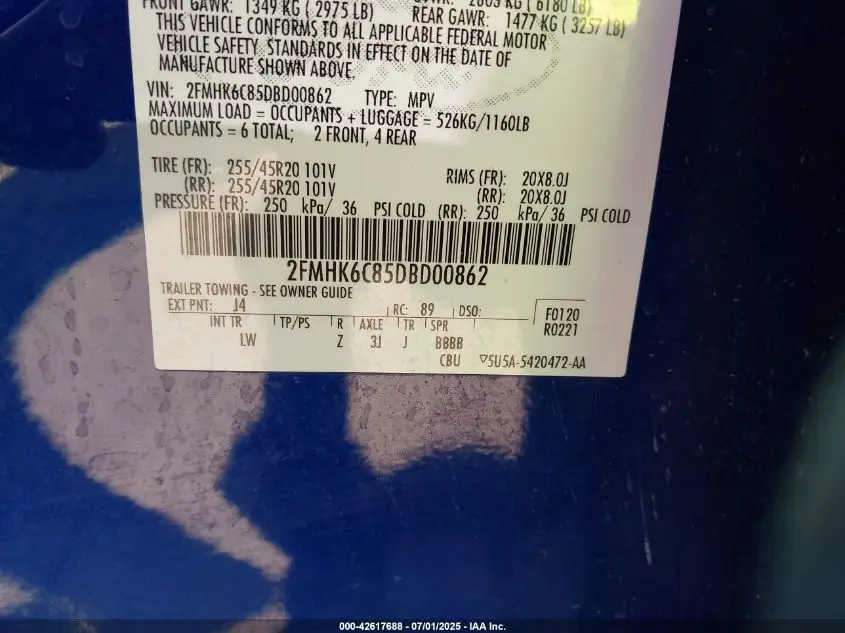 FRONT GAWR: 1349 KG ( 2975 LB)
REAR GAWR: 1477 KG ( 3257 LB)
THIS VEHICLE CONFORMS TO ALL APPLICABLE FEDERAL MOTOR
VEHICLE SAFETY STANDARDS IN EFFECT ON THE DATE OF
MANUFACTURE SHOWN ABOVE.
VIN: 2FMHK6C85DBD00862 TYPE: MPV
MAXIMUM LOAD = OCCUPANTS + LUGGAGE = 526KG/1160LB
OCCUPANTS = 6 TOTAL; 2 FRONT, 4 REAR
TIRE (FR): 255/45R20 101V RIMS (FR): 20X8.0J
(RR): 255/45R20 101V (RR): 20X8.0J
PRESSURE (FR): 250 kPa/ 36 PSI COLD (RR): 250 kPa/ 36 PSI COLD
2FMHK6C85DBD00862
TRAILER TOWING - SEE OWNER GUIDE
EXT PNT: J4 RC: 89 DSO: F0120
R0221
INT TR TP/PS R AXLE TR SPR
LW Z 3J J BBBB
CBU 5U5A-5420472-AA
000-42617688 - 07/01/2025 - IAA Inc.